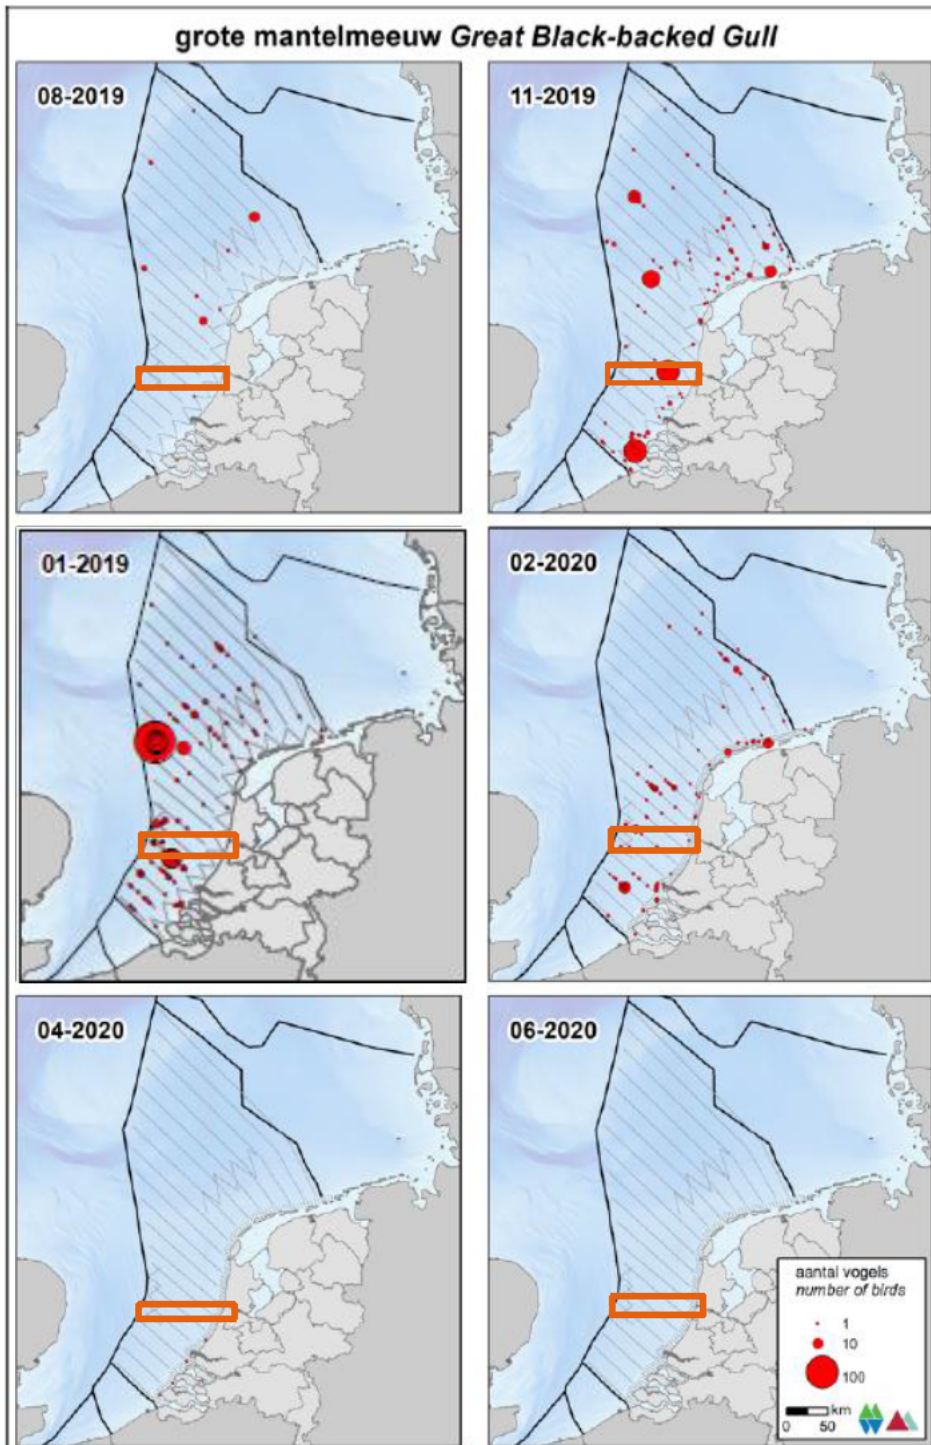 grote mantelmeeuw Great Black-backed Gull
08-2019
11-2019
01-2019
02-2020
04-2020
06-2020
aantal vogels
number of birds
1
10
100
km
0 50